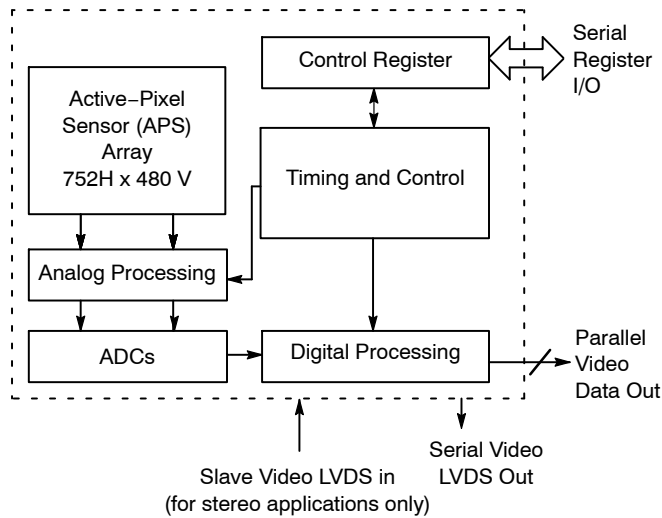 Control Register
Serial
Register
I/O
Active−Pixel
Sensor (APS)
Array
752H x 480 V
Timing and Control
Analog Processing
ADCs
Digital Processing
Parallel
Video
Data Out
Slave Video LVDS in
(for stereo applications only)
Serial Video
LVDS Out